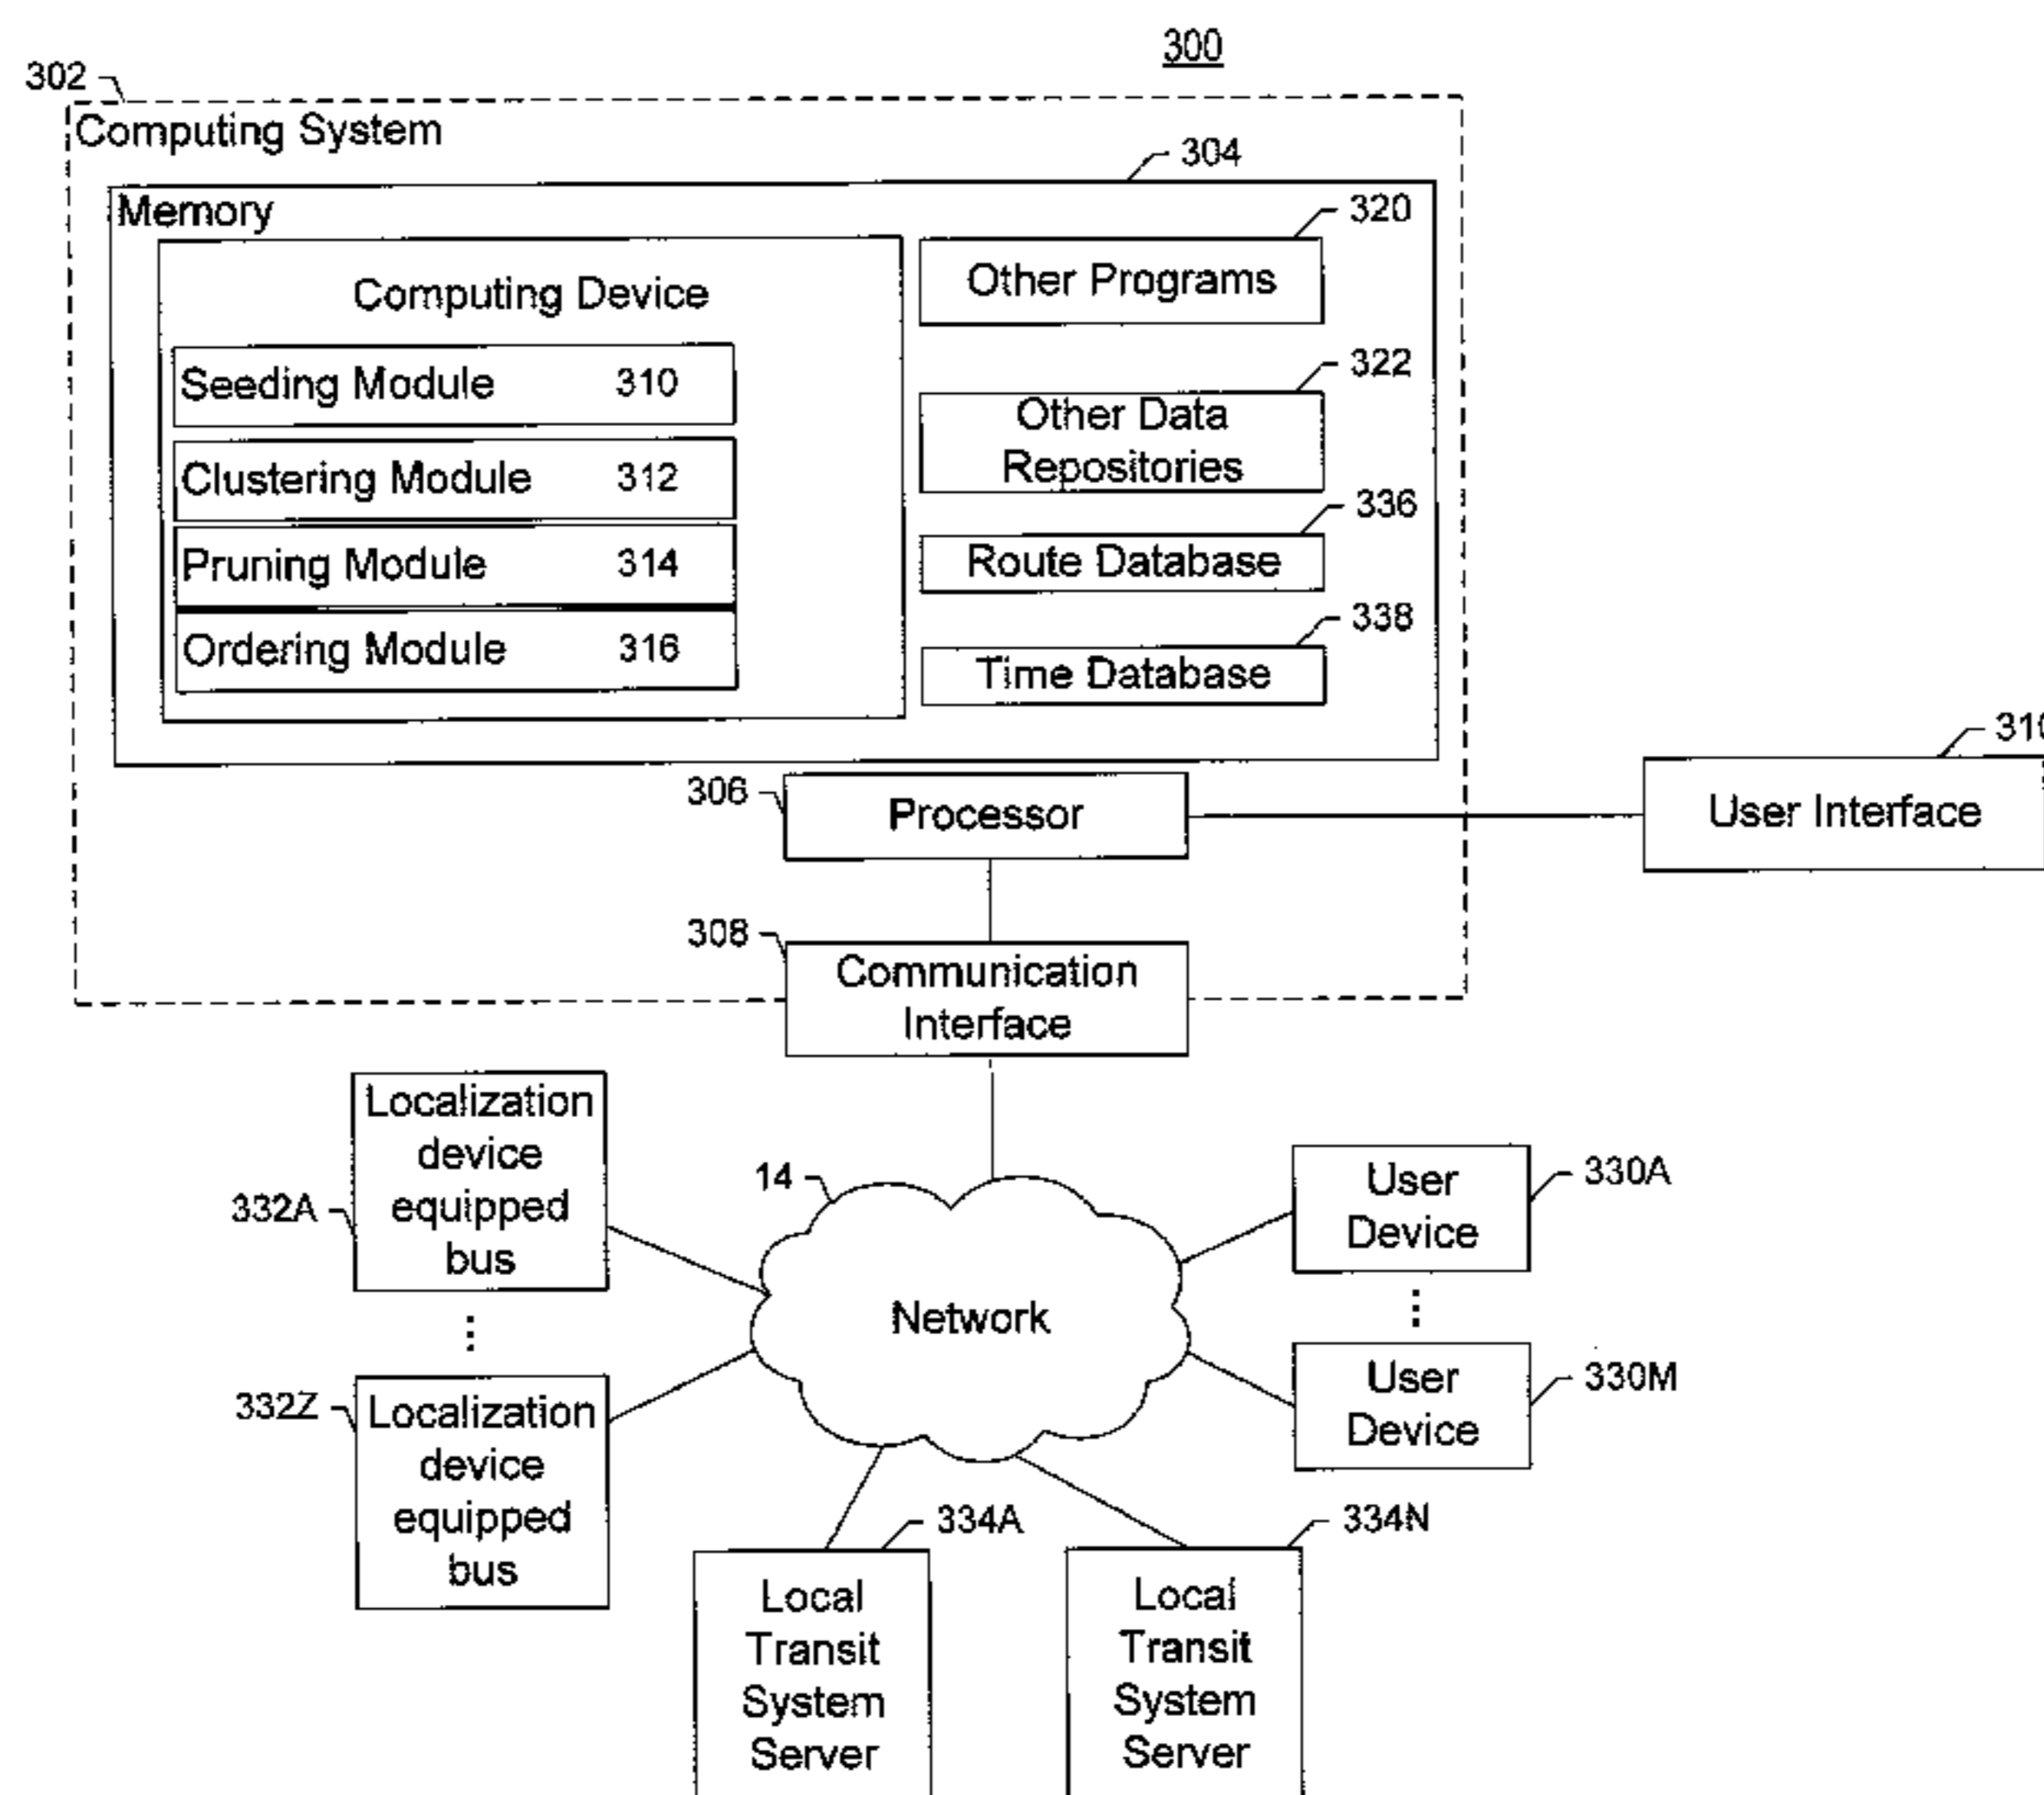 300
302
Computing System
304
Memory
320
Computing Device
Other Programs
Seeding Module 310
322
Other Data
Repositories
Clustering Module 312
336
Pruning Module 314
Route Database
338
Ordering Module 316
Time Database
310
306
Processor
User Interface
308
Communication
Interface
Localization
device
equipped
bus
332A
14
User
Device
330A
Network
332Z
Localization
device
equipped
bus
User
Device
330M
334A
334N
Local
Transit
System
Server
Local
Transit
System
Server